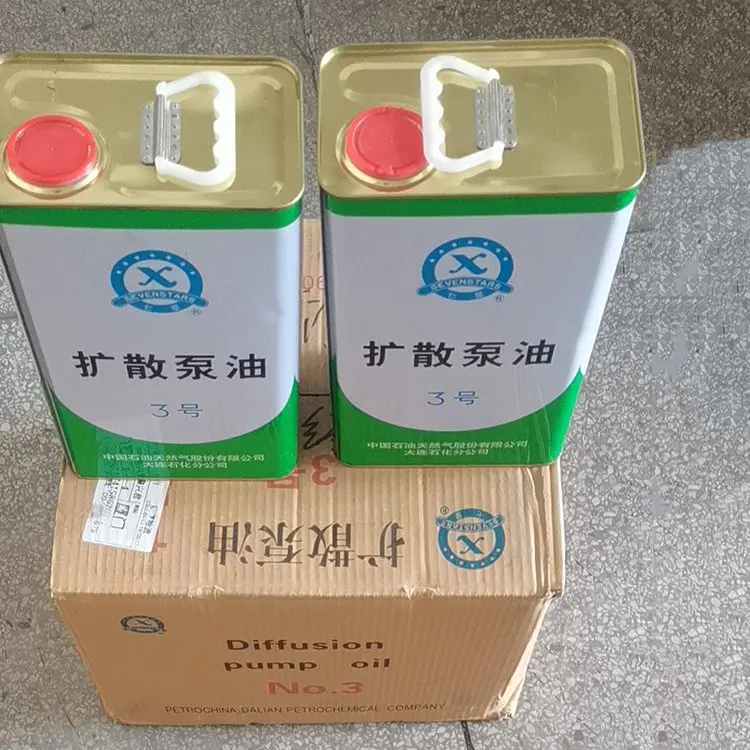 SEVENSTARS
七星
扩散泵油
3号
中国石油天然气股份有限公司
大连石化分公司
SEVENSTARS
七星
扩散泵油
3号
中国石油天然气股份有限公司
大连石化分公司
3号
扩散泵油
Diffusion
pump oil
No.3
PETROCHINA DALIAN PETROCHEMICAL COMPANY